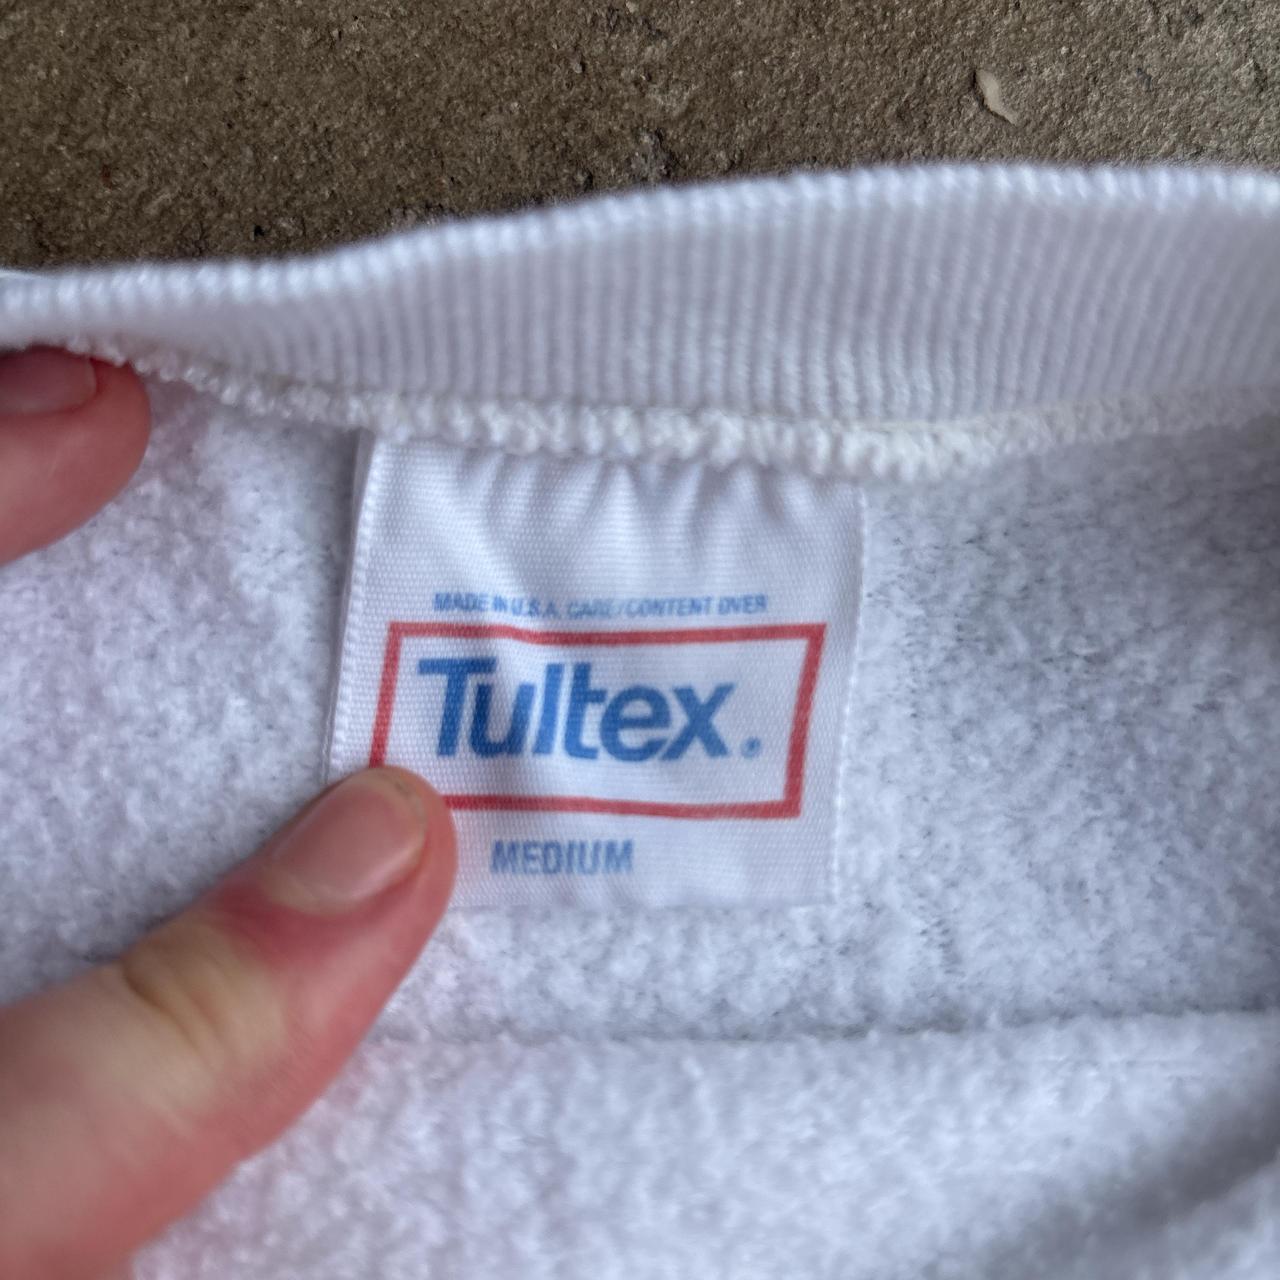 MADE IN U.S.A. CARE/CONTENT OVER
Tultex®
MEDIUM